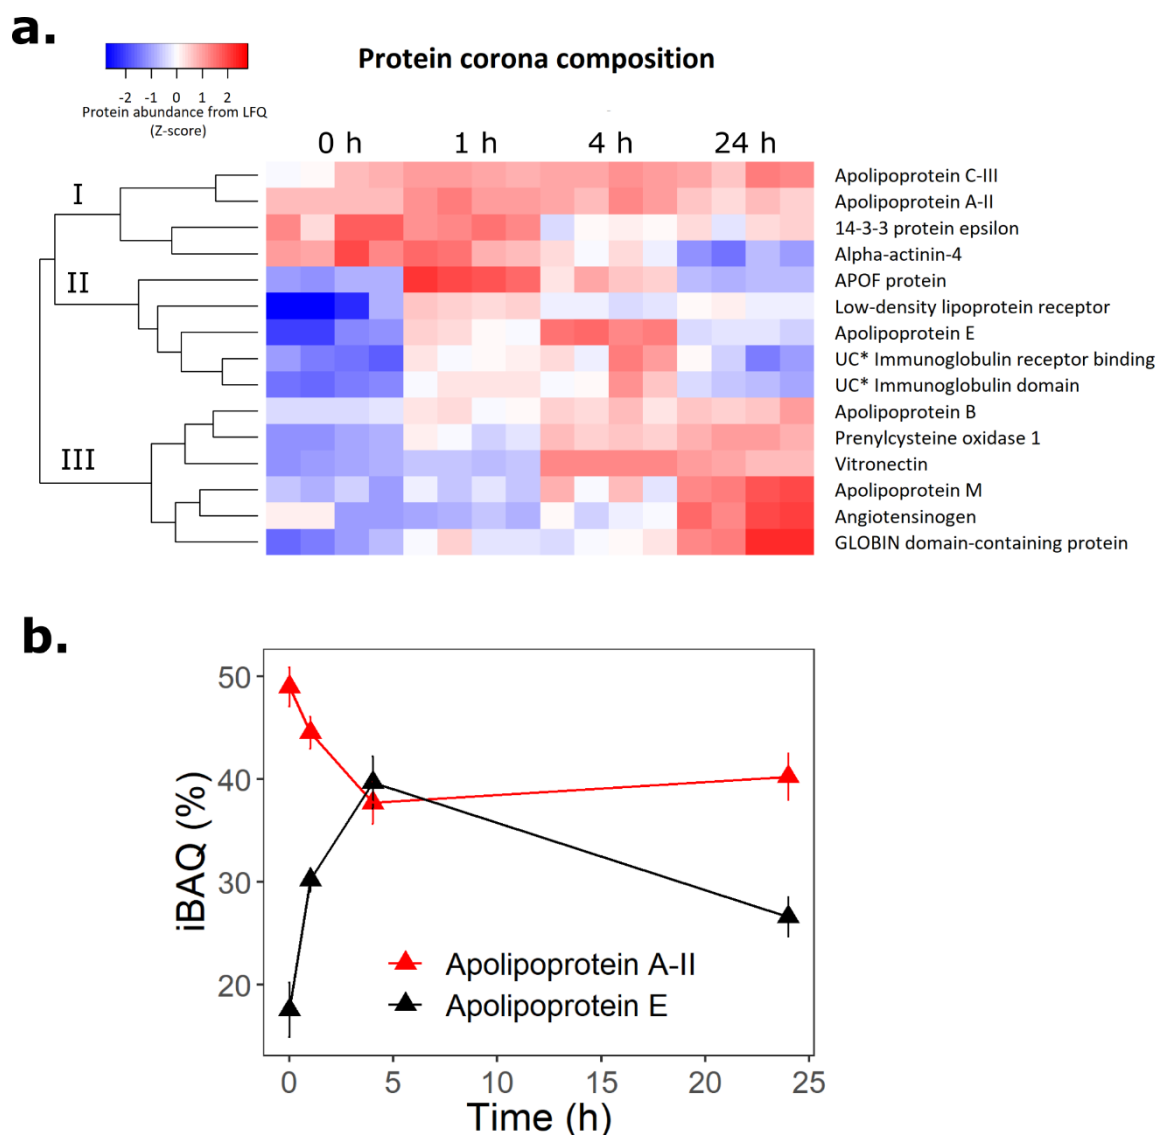 a.
Protein corona composition
-2 -1 0 1 2
Protein abundance from LFQ
(Z-score)
0 h 1 h 4 h 24 h
I
II
III
Apolipoprotein C-III
Apolipoprotein A-II
14-3-3 protein epsilon
Alpha-actinin-4
APOF protein
Low-density lipoprotein receptor
Apolipoprotein E
UC* Immunoglobulin receptor binding
UC* Immunoglobulin domain
Apolipoprotein B
Prenylcysteine oxidase 1
Vitronectin
Apolipoprotein M
Angiotensinogen
GLOBIN domain-containing protein
b.
iBAQ (%)
50
40
30
20
Apolipoprotein A-II
Apolipoprotein E
0 5 10 15 20 25
Time (h)